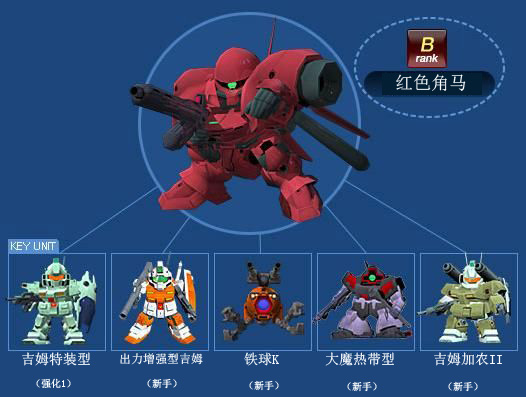 B
rank
红色角马
KEY UNIT
吉姆特装型
(强化1)
出力增强型吉姆
(新手)
铁球K
(新手)
大魔热带型
(新手)
吉姆加农II
(新手)